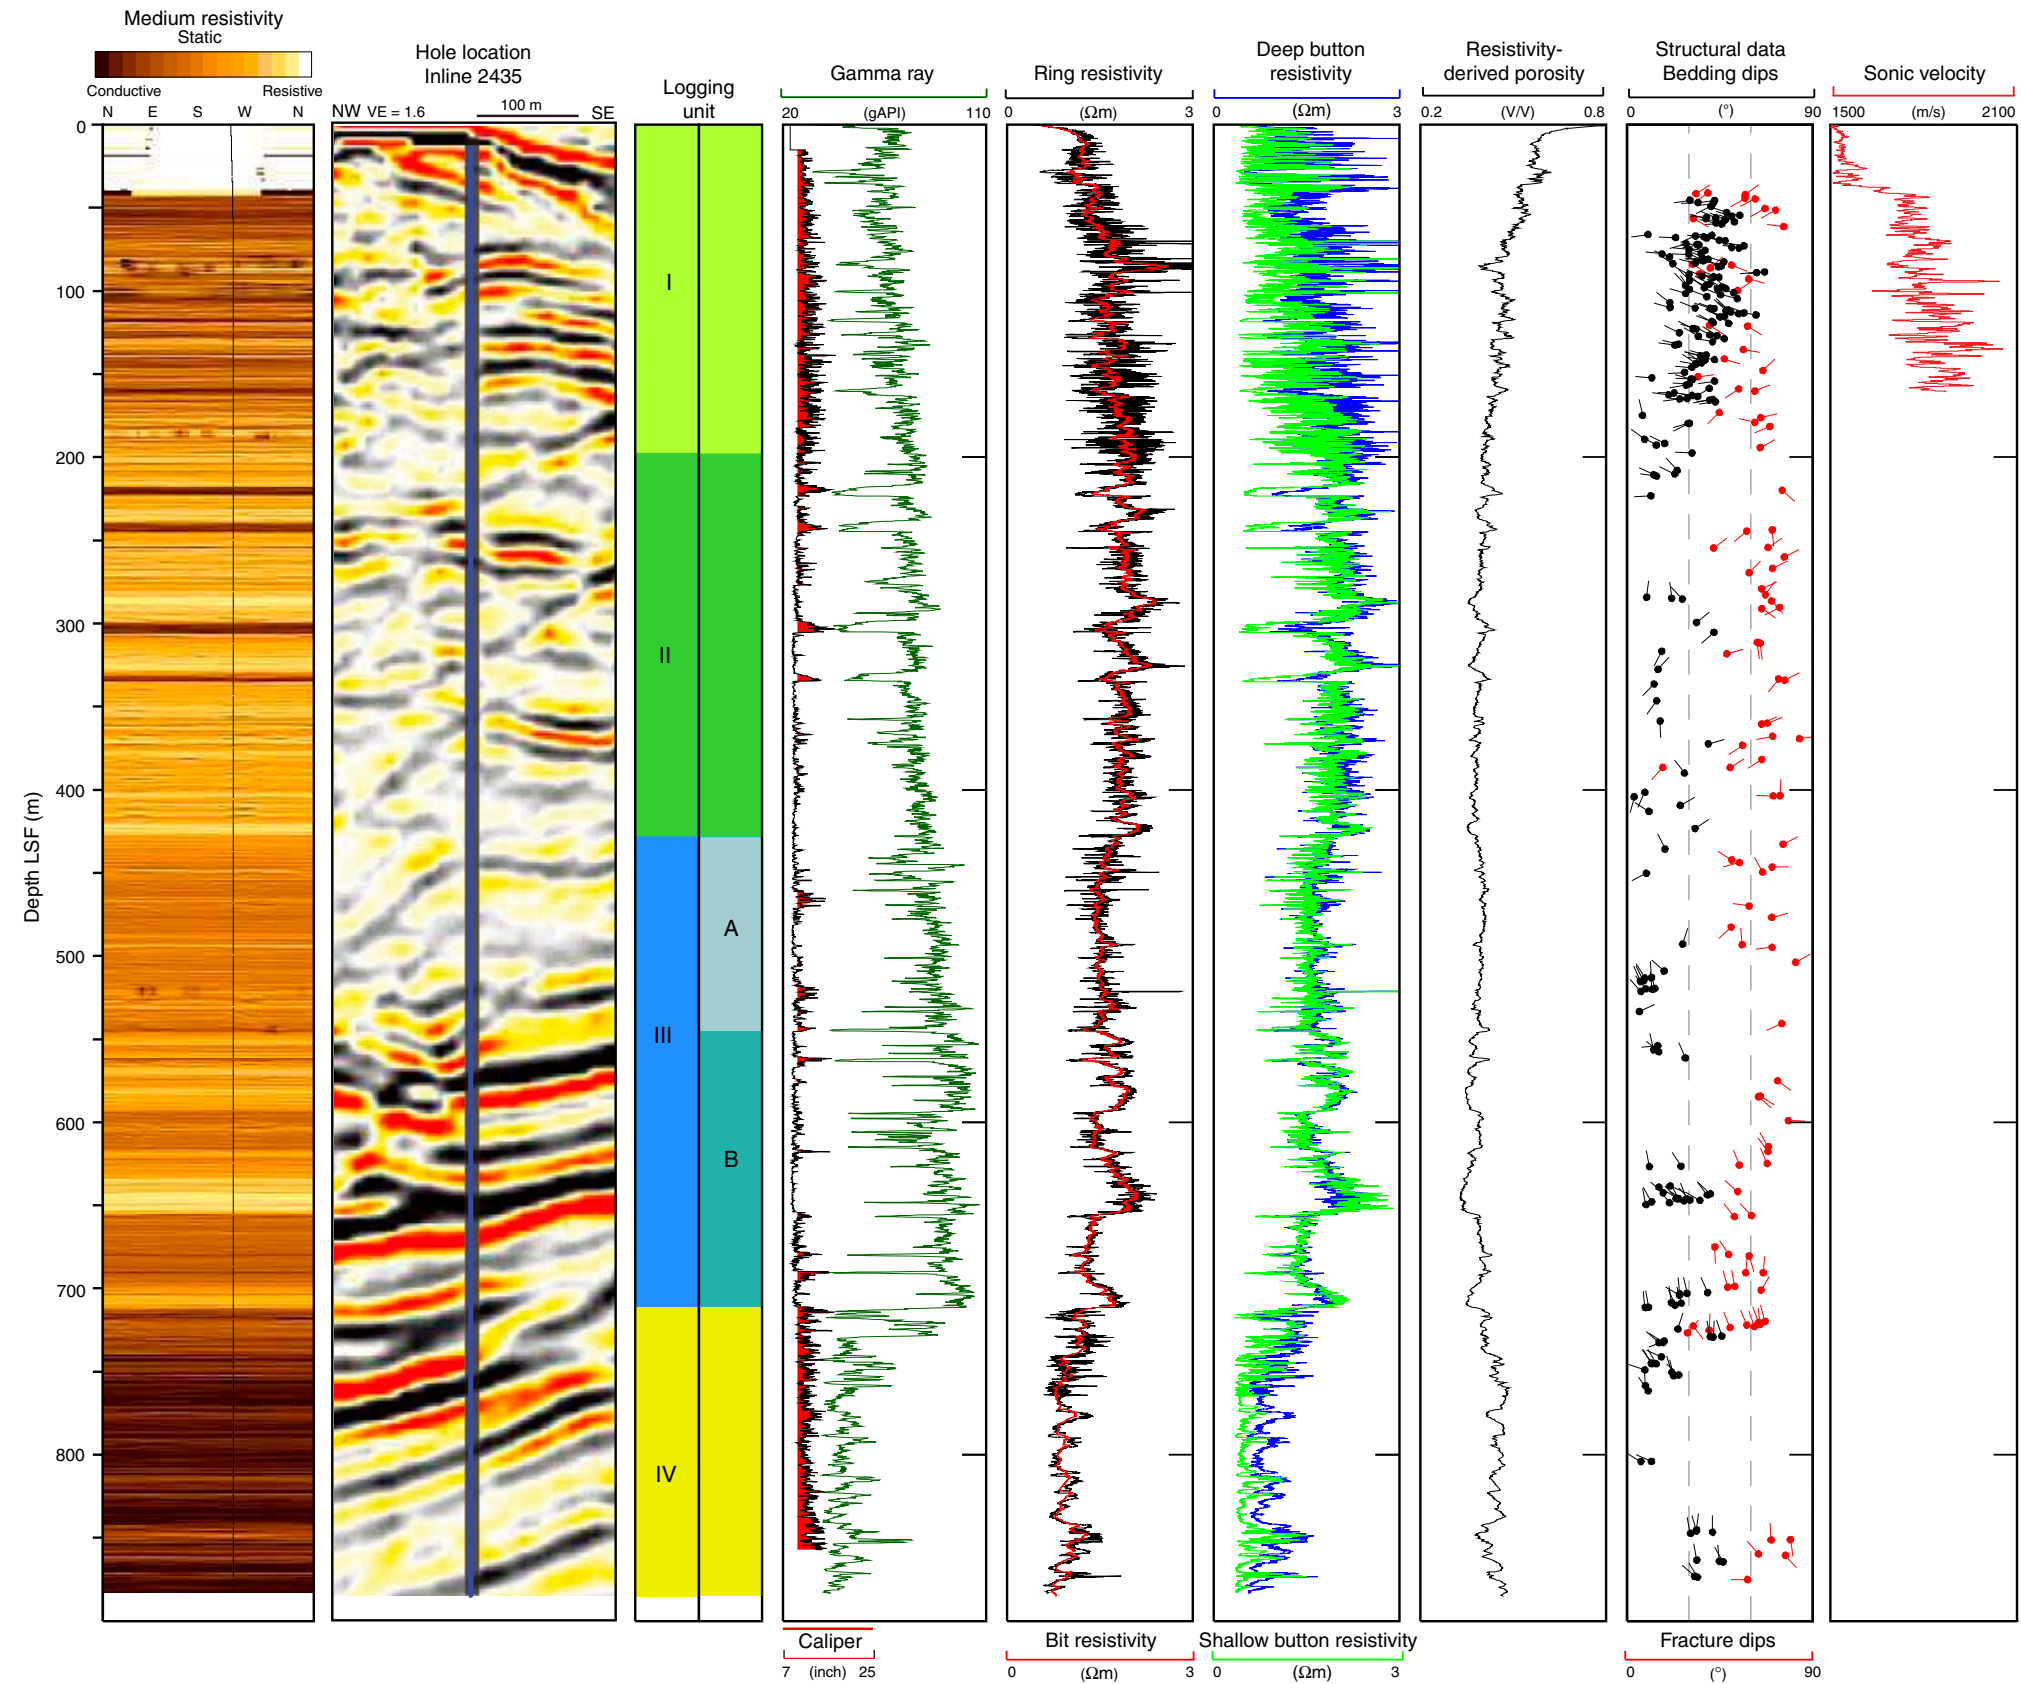 Medium resistivity
Static
Conductive Resistive
N E S W N
Hole location
Inline 2435
NW VE = 1.6 100 m SE
Logging
unit
Gamma ray
20 (gAPI) 110
Ring resistivity
0 (Ωm) 3
Deep button
resistivity
0 (Ωm) 3
Resistivity-
derived porosity
0.2 (V/V) 0.8
Structural data
Bedding dips
0 (°) 90
Sonic velocity
1500 (m/s) 2100
Depth LSF (m)
0
100
200
300
400
500
600
700
800
I
II
III
A
B
IV
Caliper
7 (inch) 25
Bit resistivity
0 (Ωm) 3
Shallow button resistivity
0 (Ωm) 3
Fracture dips
0 (°) 90